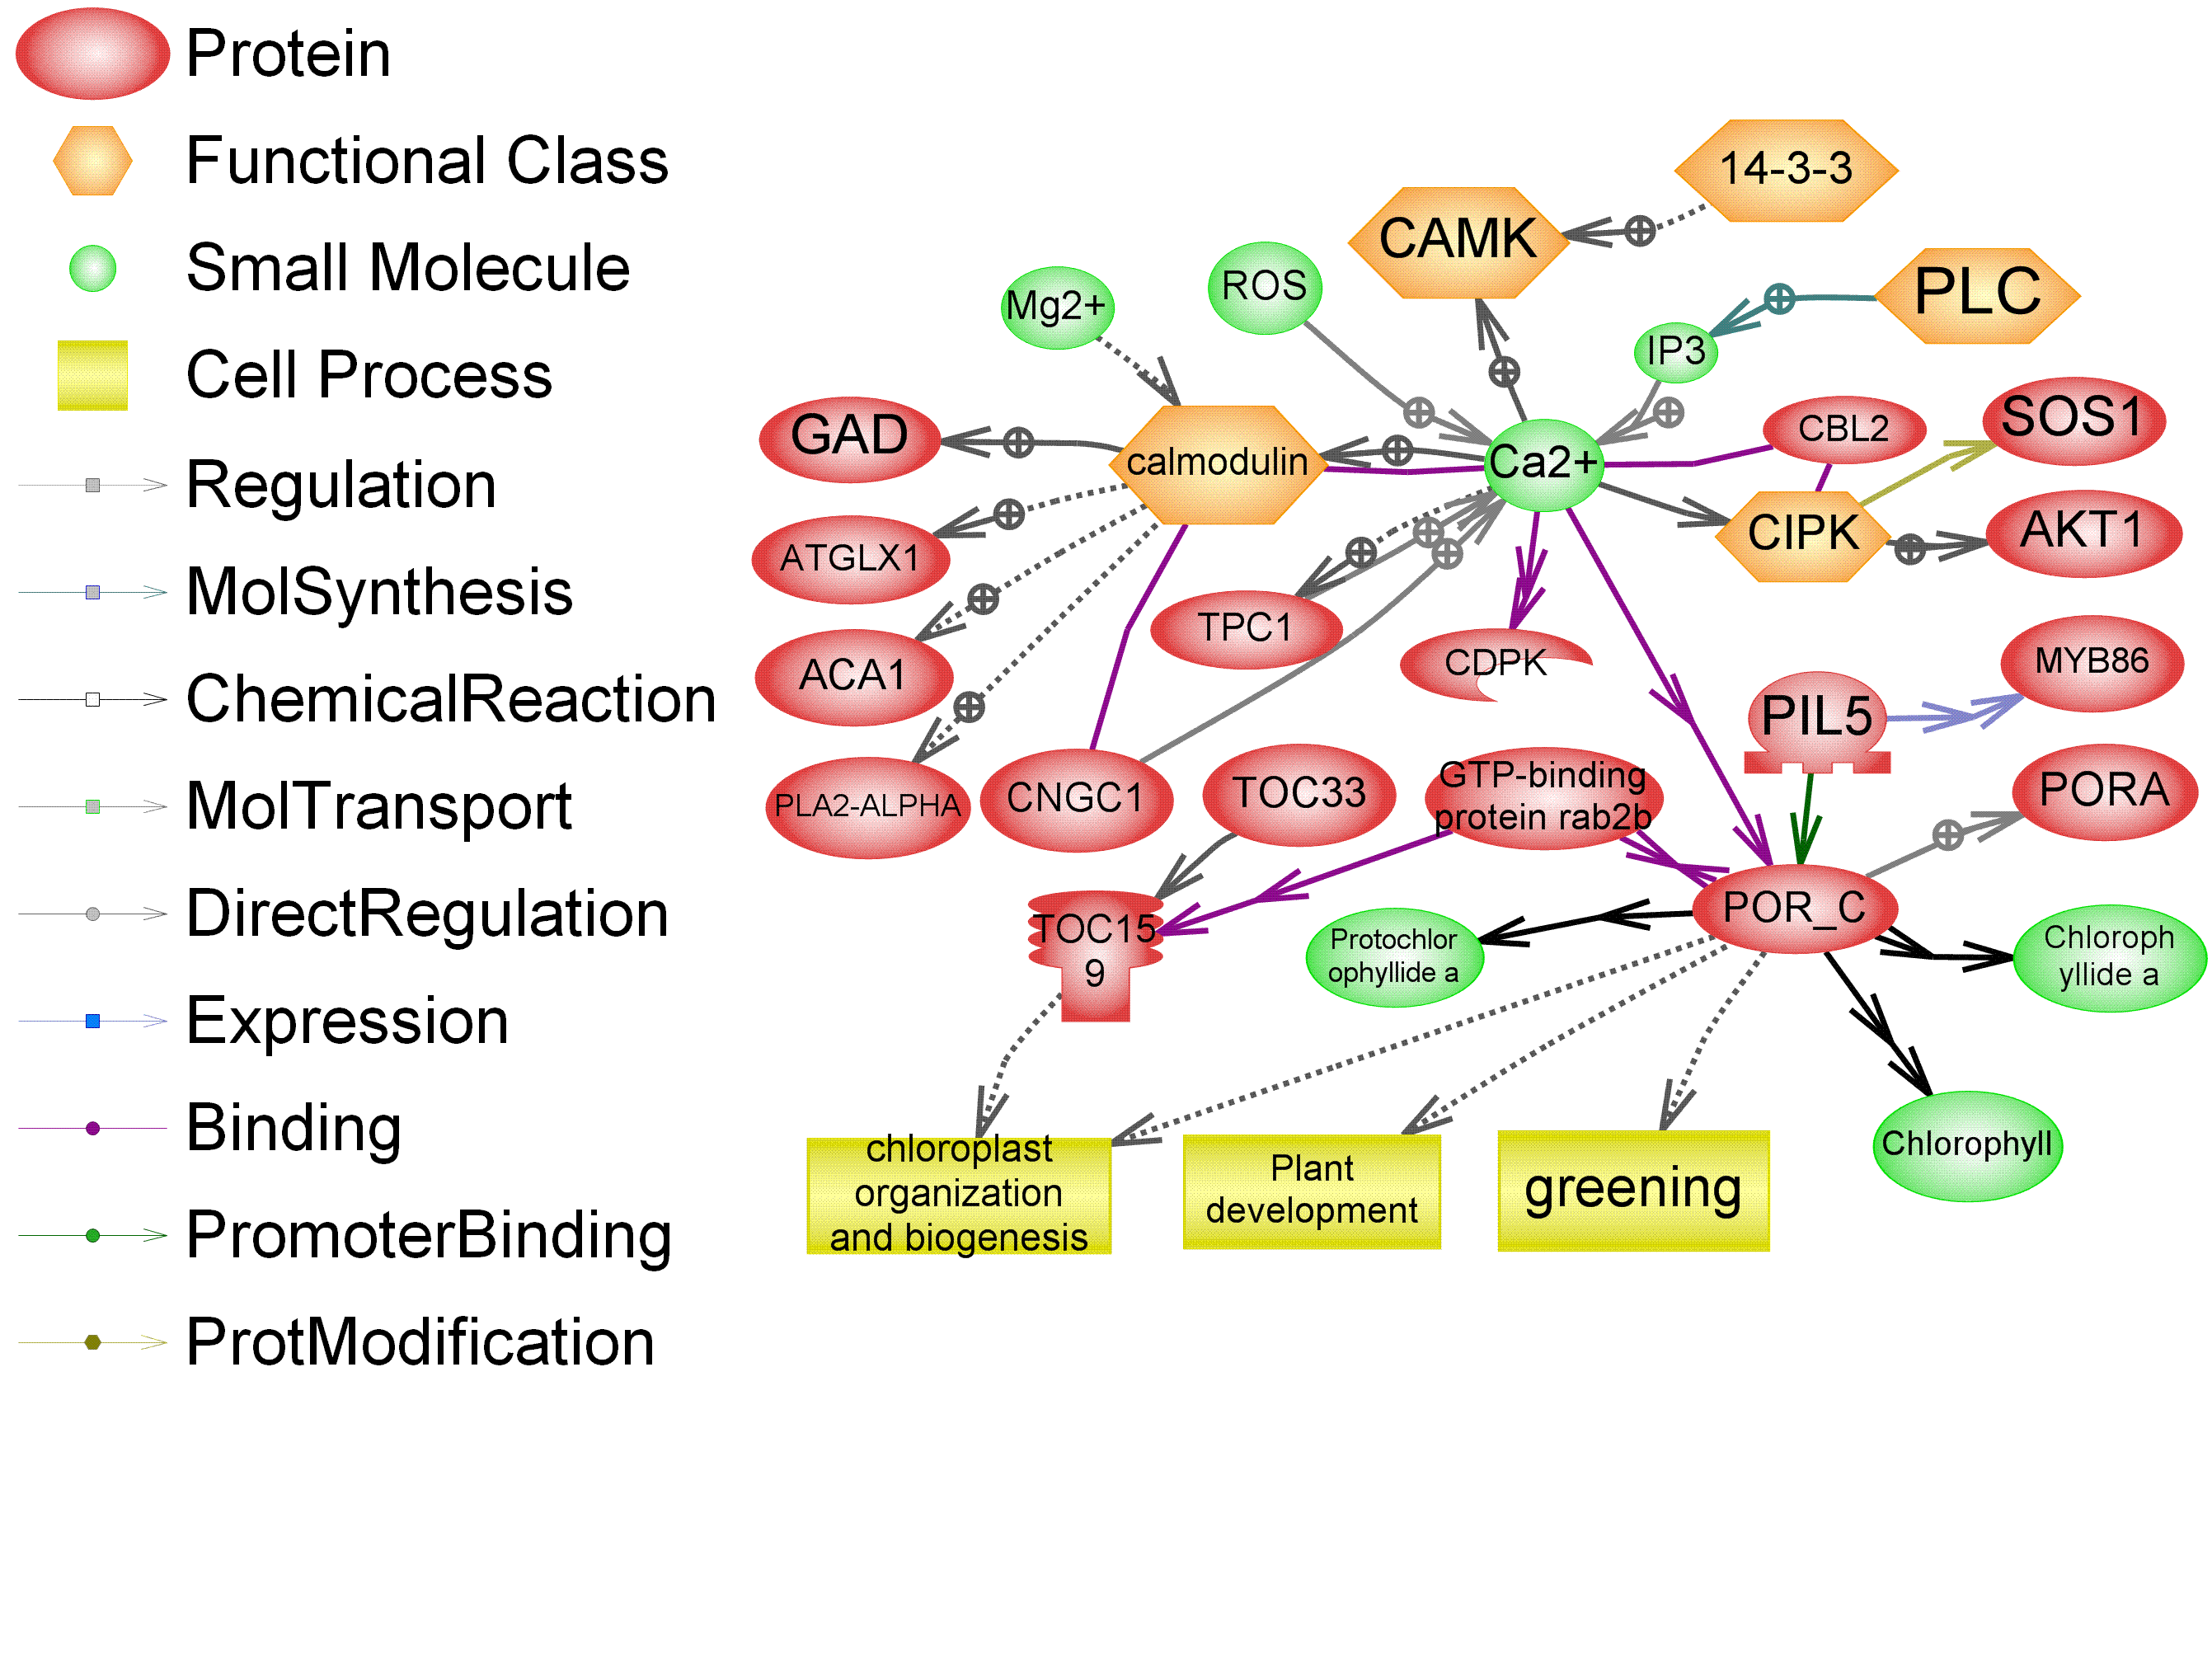 Protein
Functional Class
Small Molecule
Cell Process
Regulation
MolSynthesis
ChemicalReaction
MolTransport
DirectRegulation
Expression
Binding
PromoterBinding
ProtModification
14-3-3
CAMK
PLC
ROS
Mg2+
IP3
SOS1
CBL2
GAD
calmodulin
Ca2+
CIPK
AKT1
ATGLX1
TPC1
CDPK
ACA1
MYB86
PIL5
PLA2-ALPHA
CNGC1
TOC33
GTP-binding
protein rab2b
PORA
TOC15
9
POR_C
Protochlor
ophyllide a
Chloroph
yllide a
Chlorophyll
chloroplast
organization
and biogenesis
Plant
development
greening